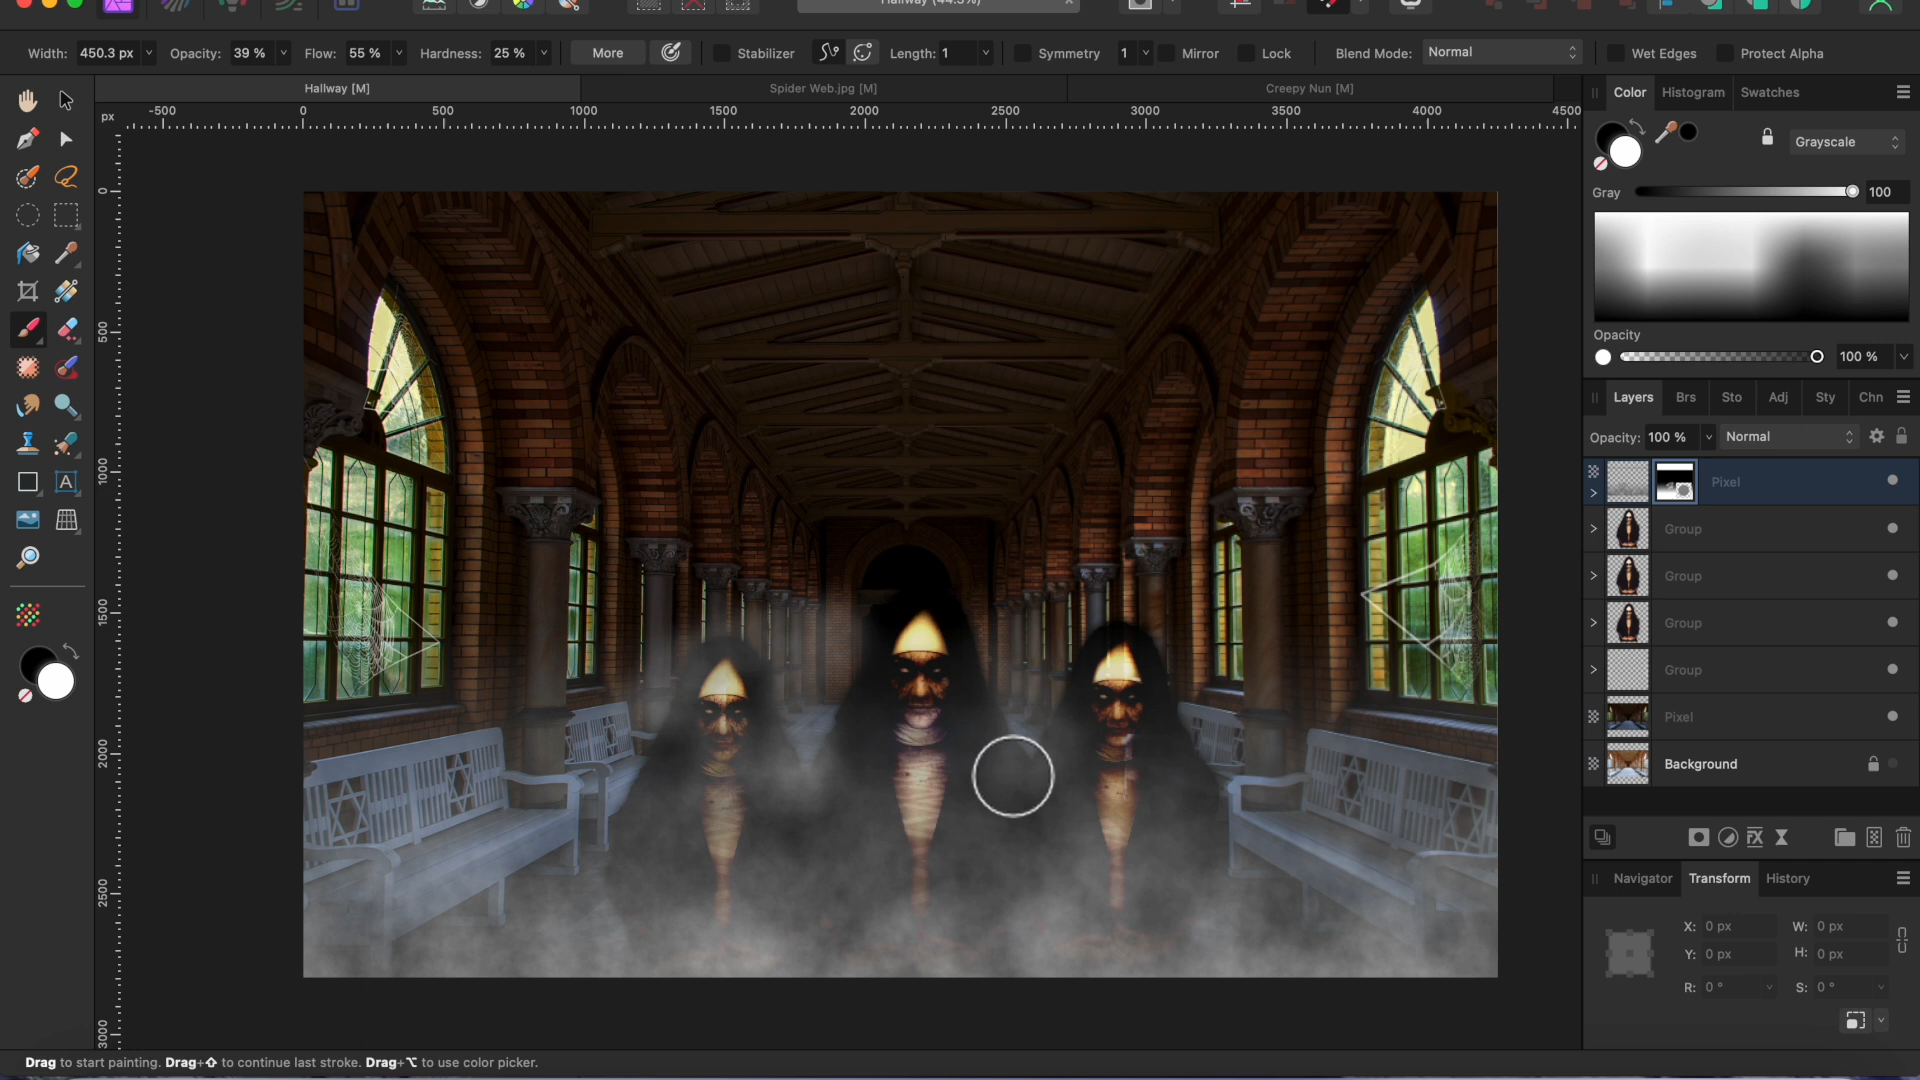 Hallway (44.3%)
Width: 450.3 px Opacity: 39 % Flow: 55 % Hardness: 25 % More Stabilizer Length: 1 Symmetry 1 Mirror Lock Blend Mode: Normal Wet Edges Protect Alpha
Hallway [M] Spider Web.jpg [M] Creepy Nun [M]
px -500 0 500 1000 1500 2000 2500 3000 3500 4000 4500
0
500
1000
1500
2000
2500
3000
Color Histogram Swatches
Grayscale
Gray 100
Opacity
100 %
Layers Brs Sto Adj Sty Chn
Opacity: 100 % Normal
Pixel
Group
Group
Group
Group
Pixel
Background
Navigator Transform History
X: 0 px W: 0 px
Y: 0 px H: 0 px
R: 0 ° S: 0 °
Drag to start painting. Drag+⇧ to continue last stroke. Drag+⌥ to use color picker.